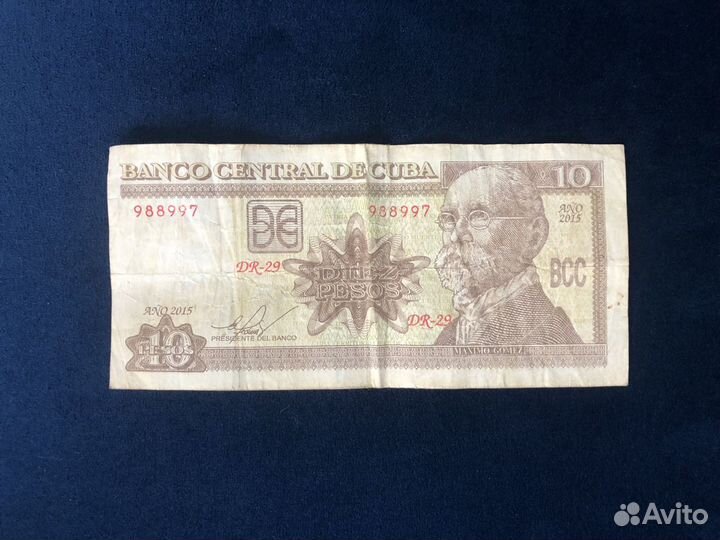 BANCO CENTRAL DE CUBA 10
988997 988997 AÑO 2015
DR-29 DIEZ PESOS BCC
AÑO 2015 DR-29
PRESIDENTE DEL BANCO
10 PESOS MAXIMO GOMEZ
Avito